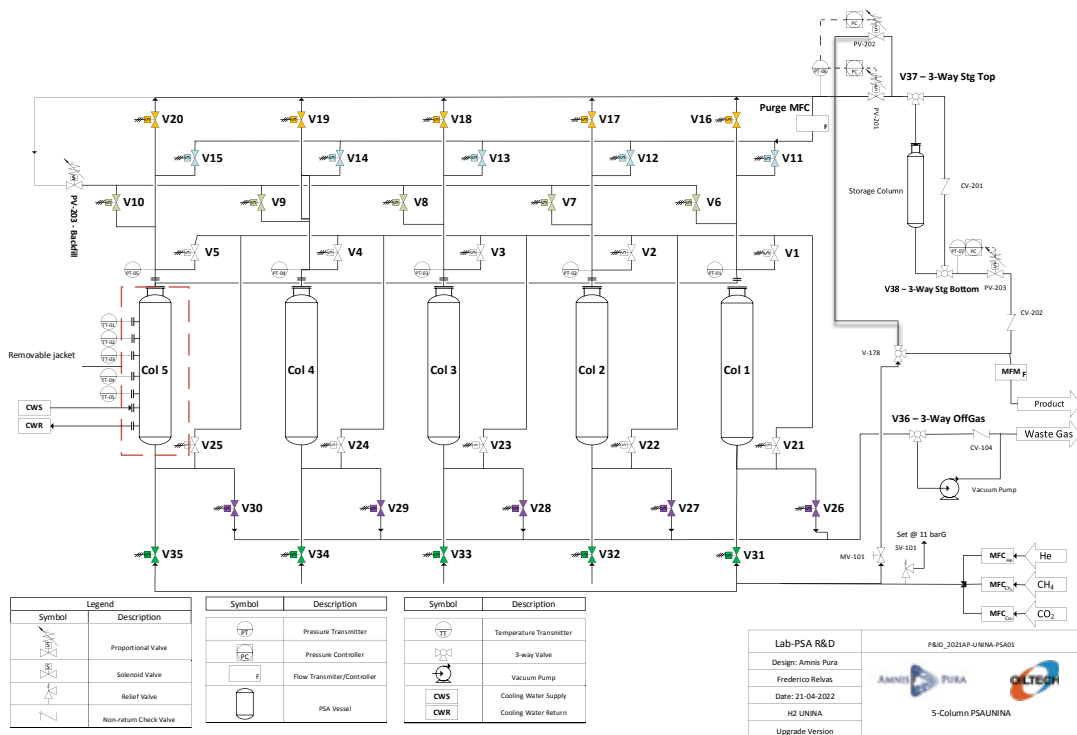 PC
S
PV-202
PT-06
PC
S
PV-201
V37 – 3-Way Stg Top
Purge MFC
F
V20
V19
V18
V17
V16
V15
V14
V13
V12
V11
Storage Column
CV-201
S
PV-203 - Backfill
V10
V9
V8
V7
V6
V5
V4
V3
V2
V1
PT-05
PT-04
PT-03
PT-02
PT-01
PT-07
PC
S
PV-203
V38 – 3-Way Stg Bottom
CV-202
TT-01
TT-02
TT-03
TT-04
TT-05
Removable jacket
Col 5
Col 4
Col 3
Col 2
Col 1
V-178
MFM F
Product
CWS
CWR
V36 – 3-Way OffGas
Waste Gas
CV-104
Vacuum Pump
V25
V24
V23
V22
V21
V30
V29
V28
V27
V26
V35
V34
V33
V32
V31
Set @ 11 barG
SV-101
MV-101
MFC He
He
MFC
CH4
MFC
CO2
Legend
Symbol Description
S Proportional Valve
S Solenoid Valve
Relief Valve
Non-return Check Valve
Symbol Description
PT Pressure Transmitter
PC Pressure Controller
F Flow Transmiter/Controller
PSA Vessel
Symbol Description
TT Temperature Transmitter
3-way Valve
Vacuum Pump
CWS Cooling Water Supply
CWR Cooling Water Return
Lab-PSA R&D
Design: Amnis Pura
Frederico Relvas
Date: 21-04-2022
H2 UNINA
Upgrade Version
P&ID_2021AP-UNINA-PSA01
AMNIS PURA
OILTECH
5-Column PSAUNINA